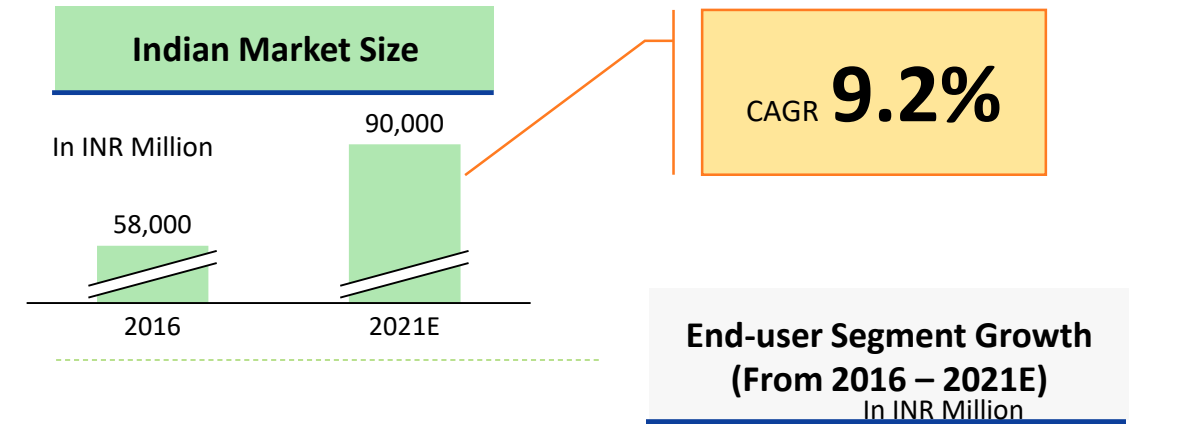 Indian Market Size
CAGR 9.2%
In INR Million
90,000
58,000
2016
2021E
End-user Segment Growth
(From 2016 – 2021E)
In INR Million